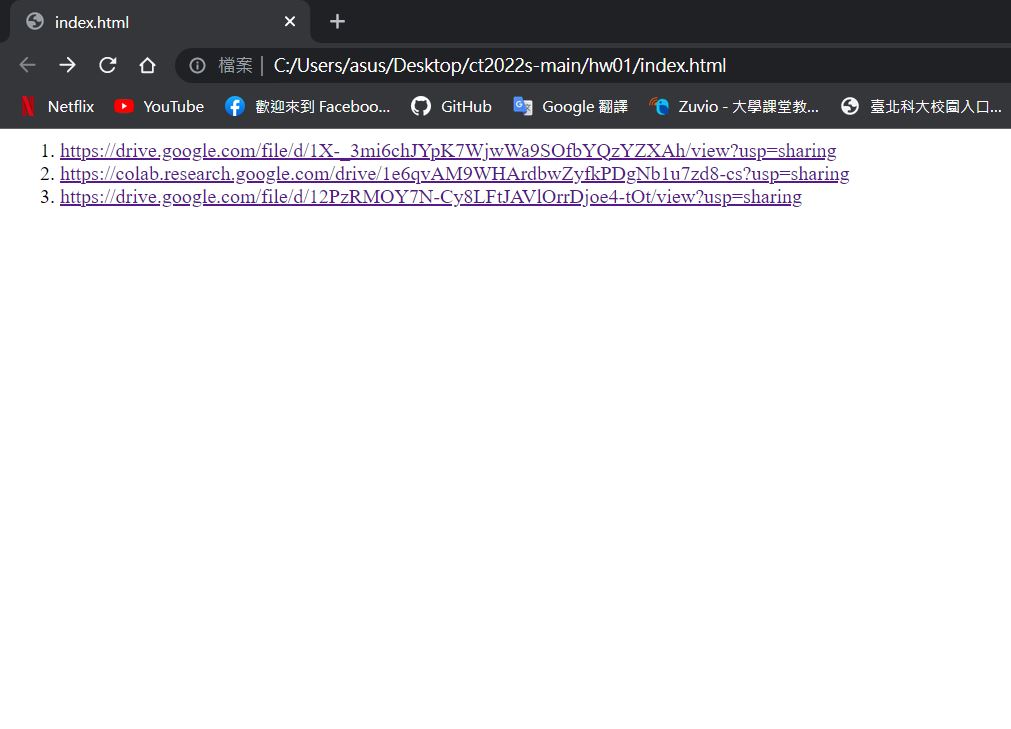 index.html
檔案 | C:/Users/asus/Desktop/ct2022s-main/hw01/index.html
Netflix YouTube 歡迎來到 Faceboo... GitHub Google 翻譯 Zuvio - 大學課堂教... 臺北科大校園入口...
1. https://drive.google.com/file/d/1X-_3mi6chJYpK7WjwWa9SOfbYQzYZXAh/view?usp=sharing
2. https://colab.research.google.com/drive/1e6qvAM9WHArdbwZyfkPDgNb1u7zd8-cs?usp=sharing
3. https://drive.google.com/file/d/12PzRMOY7N-Cy8LFtJAVlOrrDjoe4-tOt/view?usp=sharing